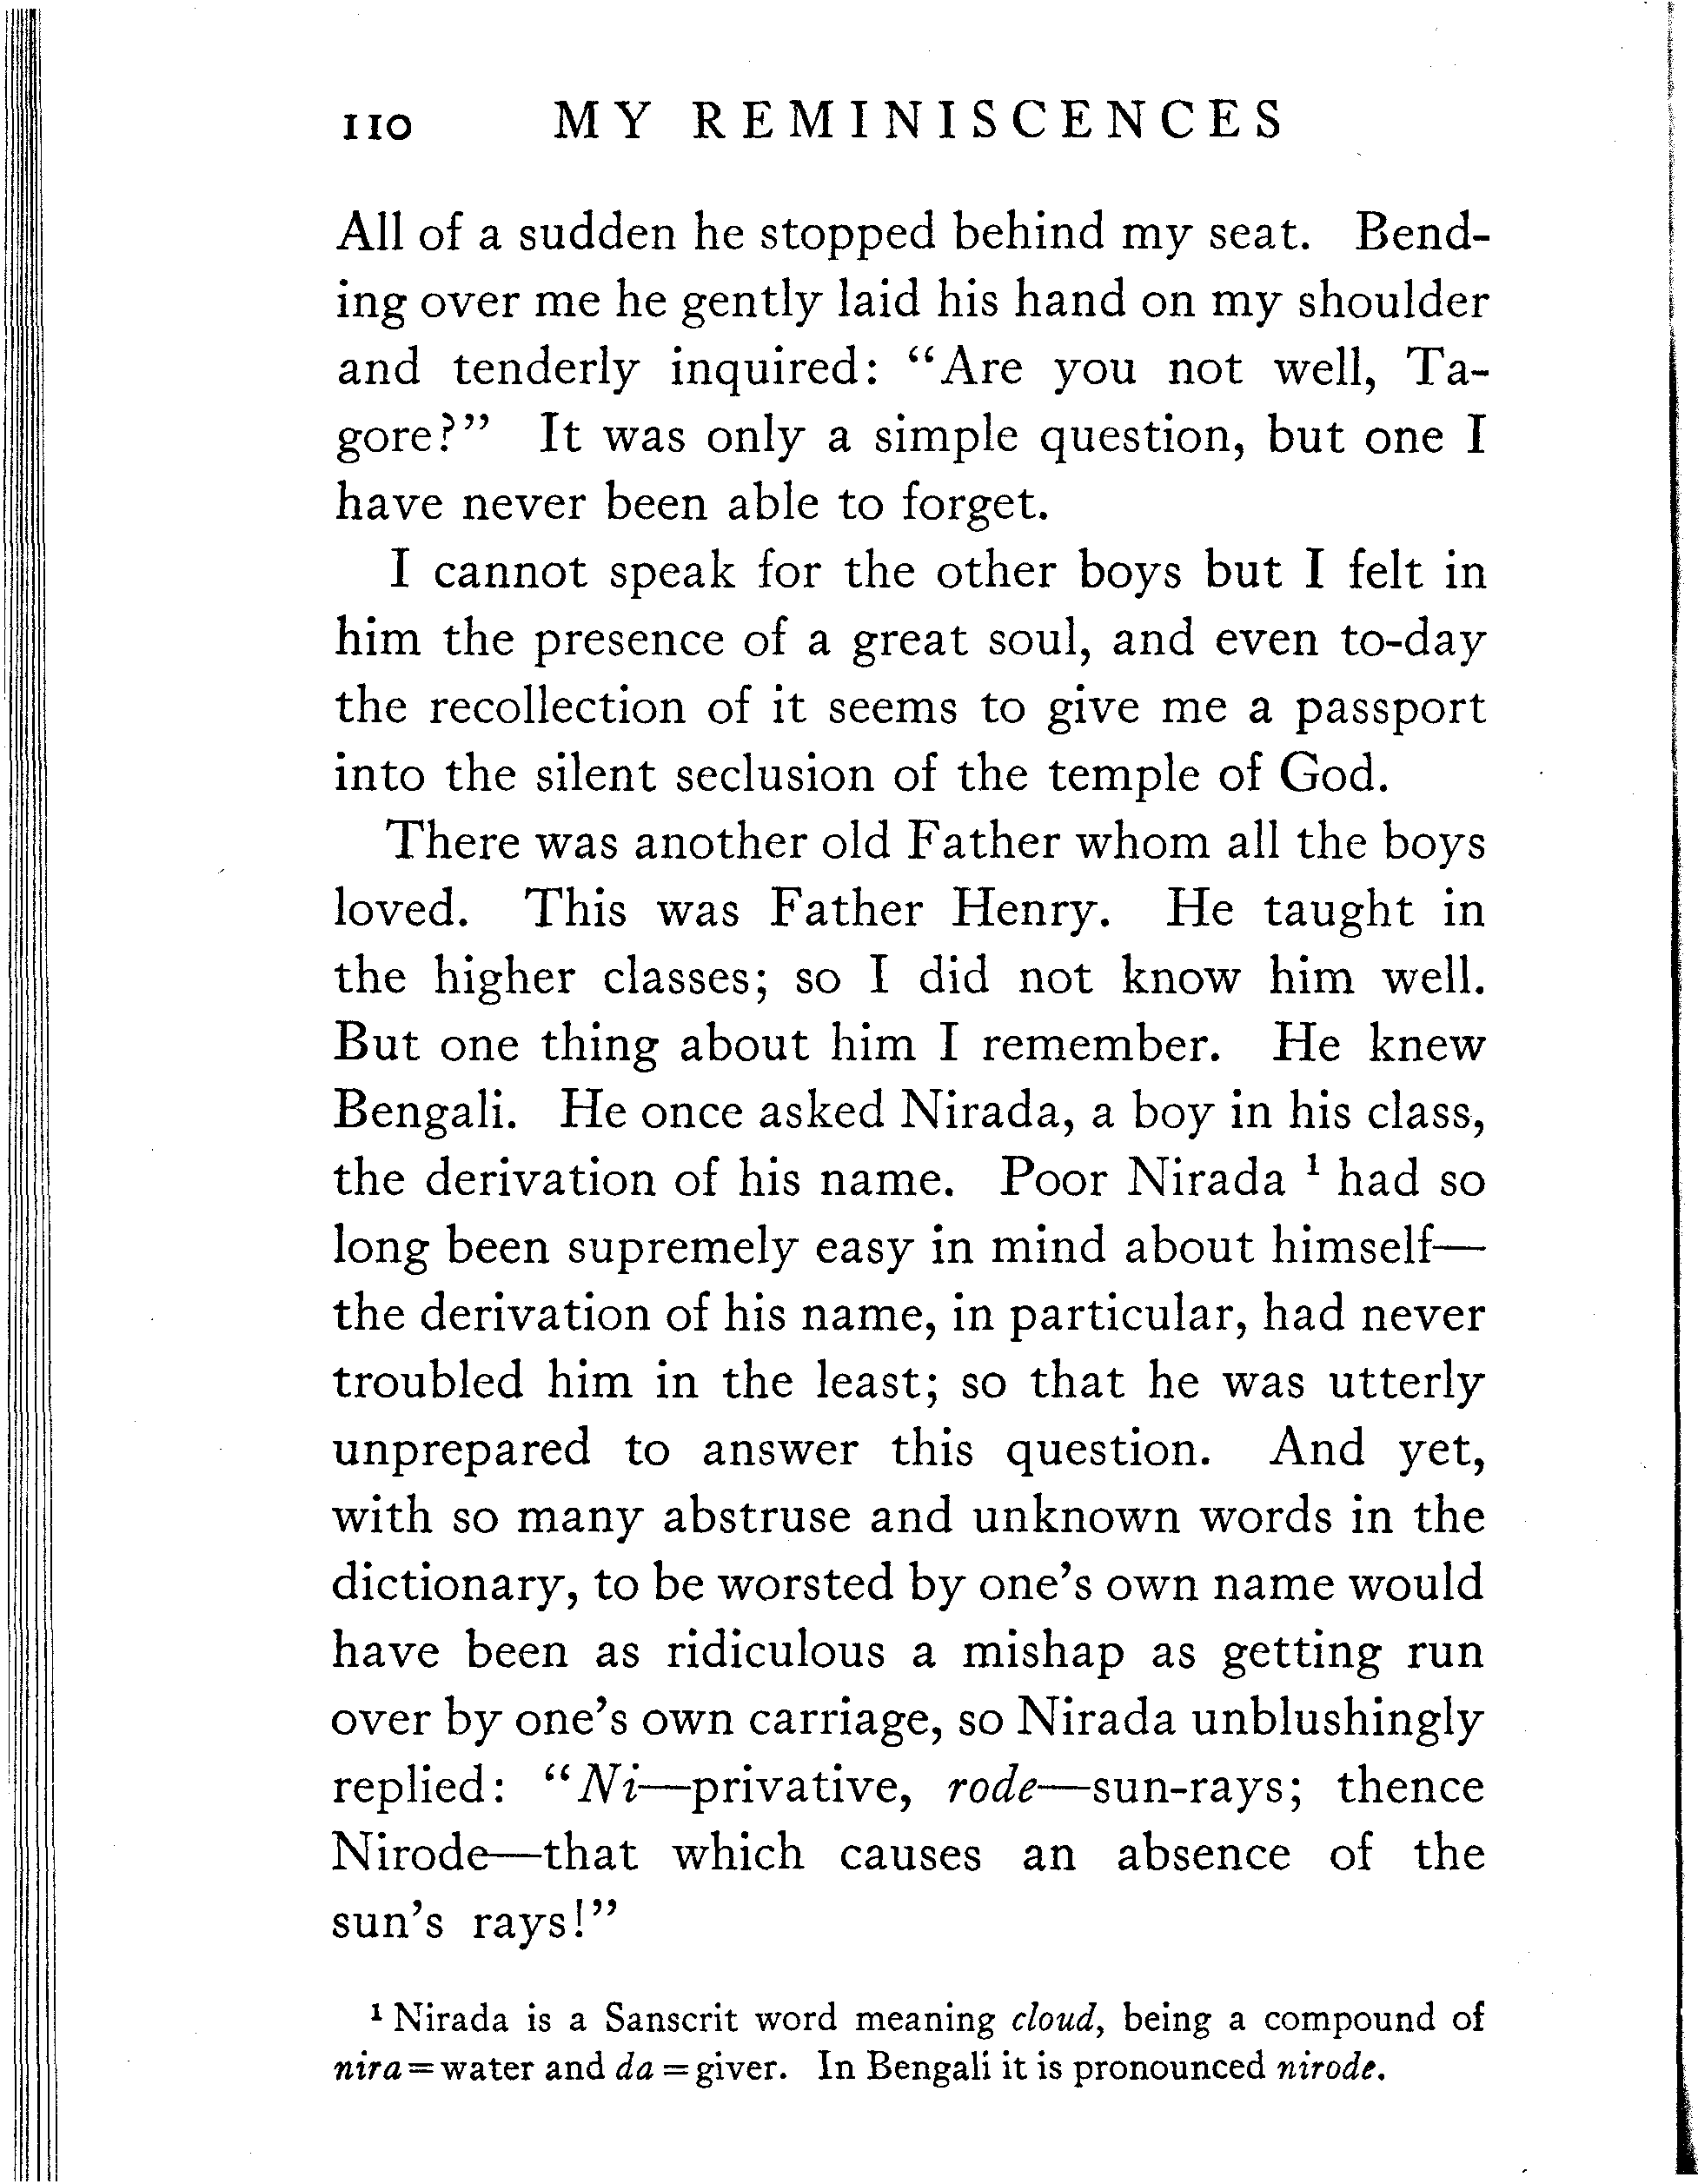 110 MY REMINISCENCES
All of a sudden he stopped behind my seat. Bend-
ing over me he gently laid his hand on my shoulder
and tenderly inquired: “Are you not well, Ta-
gore?” It was only a simple question, but one I
have never been able to forget.
I cannot speak for the other boys but I felt in
him the presence of a great soul, and even to-day
the recollection of it seems to give me a passport
into the silent seclusion of the temple of God.
There was another old Father whom all the boys
loved. This was Father Henry. He taught in
the higher classes; so I did not know him well.
But one thing about him I remember. He knew
Bengali. He once asked Nirada, a boy in his class,
the derivation of his name. Poor Nirada ¹ had so
long been supremely easy in mind about himself—
the derivation of his name, in particular, had never
troubled him in the least; so that he was utterly
unprepared to answer this question. And yet,
with so many abstruse and unknown words in the
dictionary, to be worsted by one’s own name would
have been as ridiculous a mishap as getting run
over by one’s own carriage, so Nirada unblushingly
replied: “Ni—privative, rode—sun-rays; thence
Nirode—that which causes an absence of the
sun’s rays!”
¹ Nirada is a Sanscrit word meaning cloud, being a compound of
nira=water and da=giver. In Bengali it is pronounced nirode.